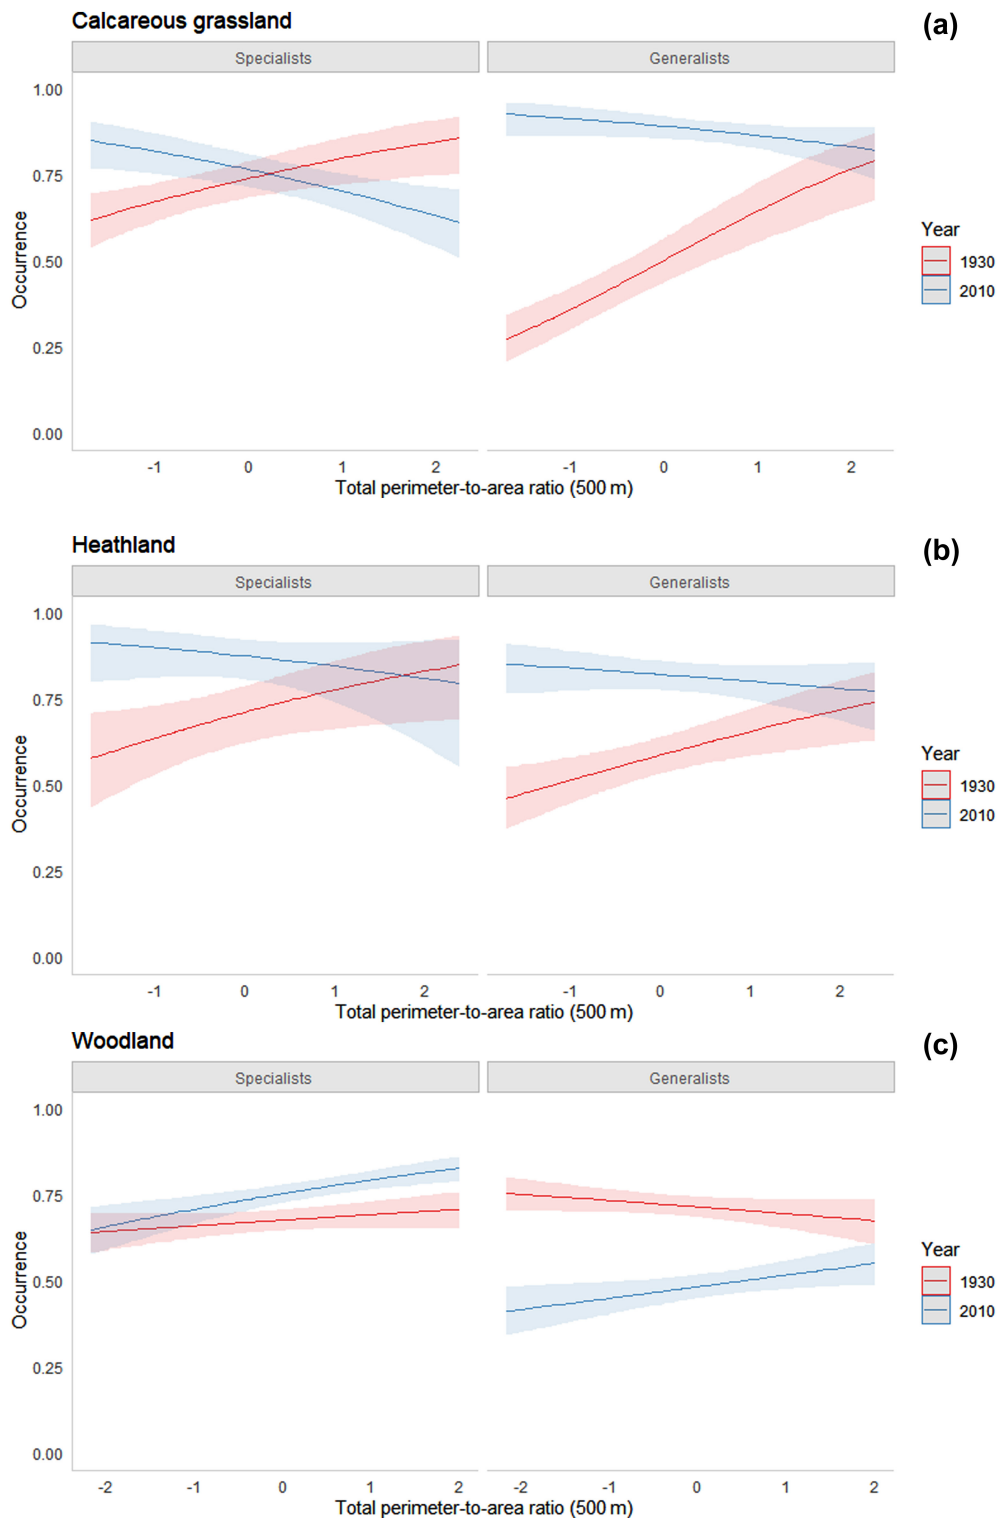 Calcareous grassland
(a)
Specialists
Generalists
1.00
0.75
0.50
0.25
0.00
Occurrence
-1 0 1 2
-1 0 1 2
Total perimeter-to-area ratio (500 m)
Year
1930
2010
Heathland
(b)
Specialists
Generalists
1.00
0.75
0.50
0.25
0.00
Occurrence
-1 0 1 2
-1 0 1 2
Total perimeter-to-area ratio (500 m)
Year
1930
2010
Woodland
(c)
Specialists
Generalists
1.00
0.75
0.50
0.25
0.00
Occurrence
-2 -1 0 1 2
-2 -1 0 1 2
Total perimeter-to-area ratio (500 m)
Year
1930
2010